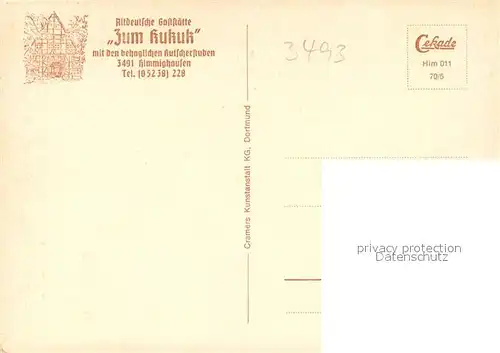 Altdeutsche Gaststätte
„Zum Kukuk"
mit den behaglichen Kutscherstuben
3491 Himmighausen
Tel. (05238) 228
3493
Cekade
Him 011
70/5
Cramers Kunstanstalt KG, Dortmund
privacy protection
Watermark